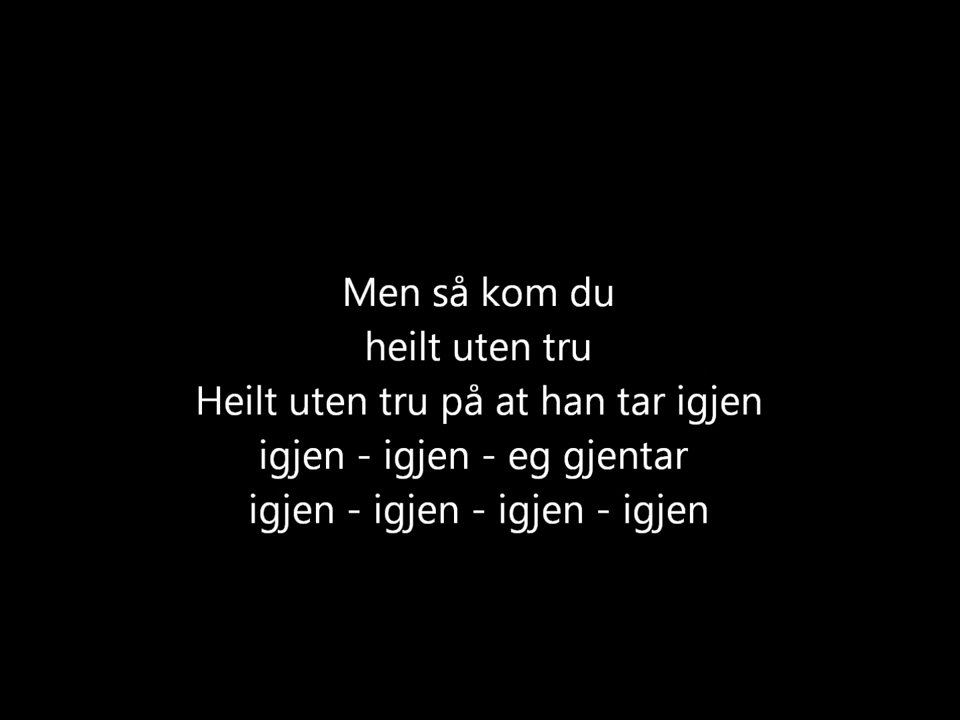 Men så kom du
heilt uten tru
Heilt uten tru på at han tar igjen
igjen - igjen - eg gjentar
igjen - igjen - igjen - igjen